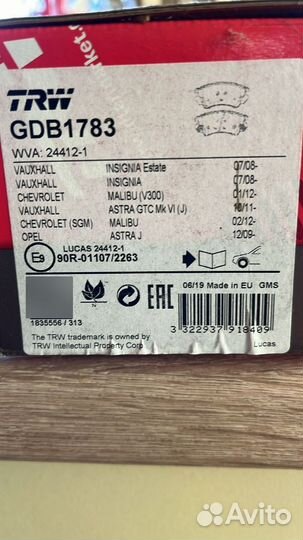 TRW
GDB1783
WVA: 24412-1
VAUXHALL INSIGNIA Estate 07/08-
VAUXHALL INSIGNIA 07/08-
CHEVROLET MALIBU (V300) 01/12-
VAUXHALL ASTRA GTC Mk VI (J) 10/11-
CHEVROLET (SGM) MALIBU 02/12-
OPEL ASTRA J 12/09-
LUCAS 24412-1
90R-01107/2263
EAC 06/19 Made in EU GMS
1835556 / 313
3 322937 918409
The TRW trademark is owned by
TRW Intellectual Property Corp
Lucas
Avito